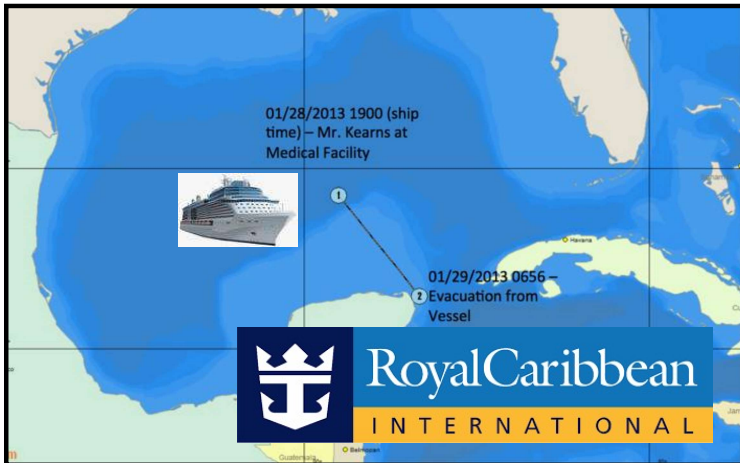 01/28/2013 1900 (ship
time) – Mr. Kearns at
Medical Facility
1
Havana
2
01/29/2013 0656 –
Evacuation from
Vessel
RoyalCaribbean
INTERNATIONAL
Belmopan